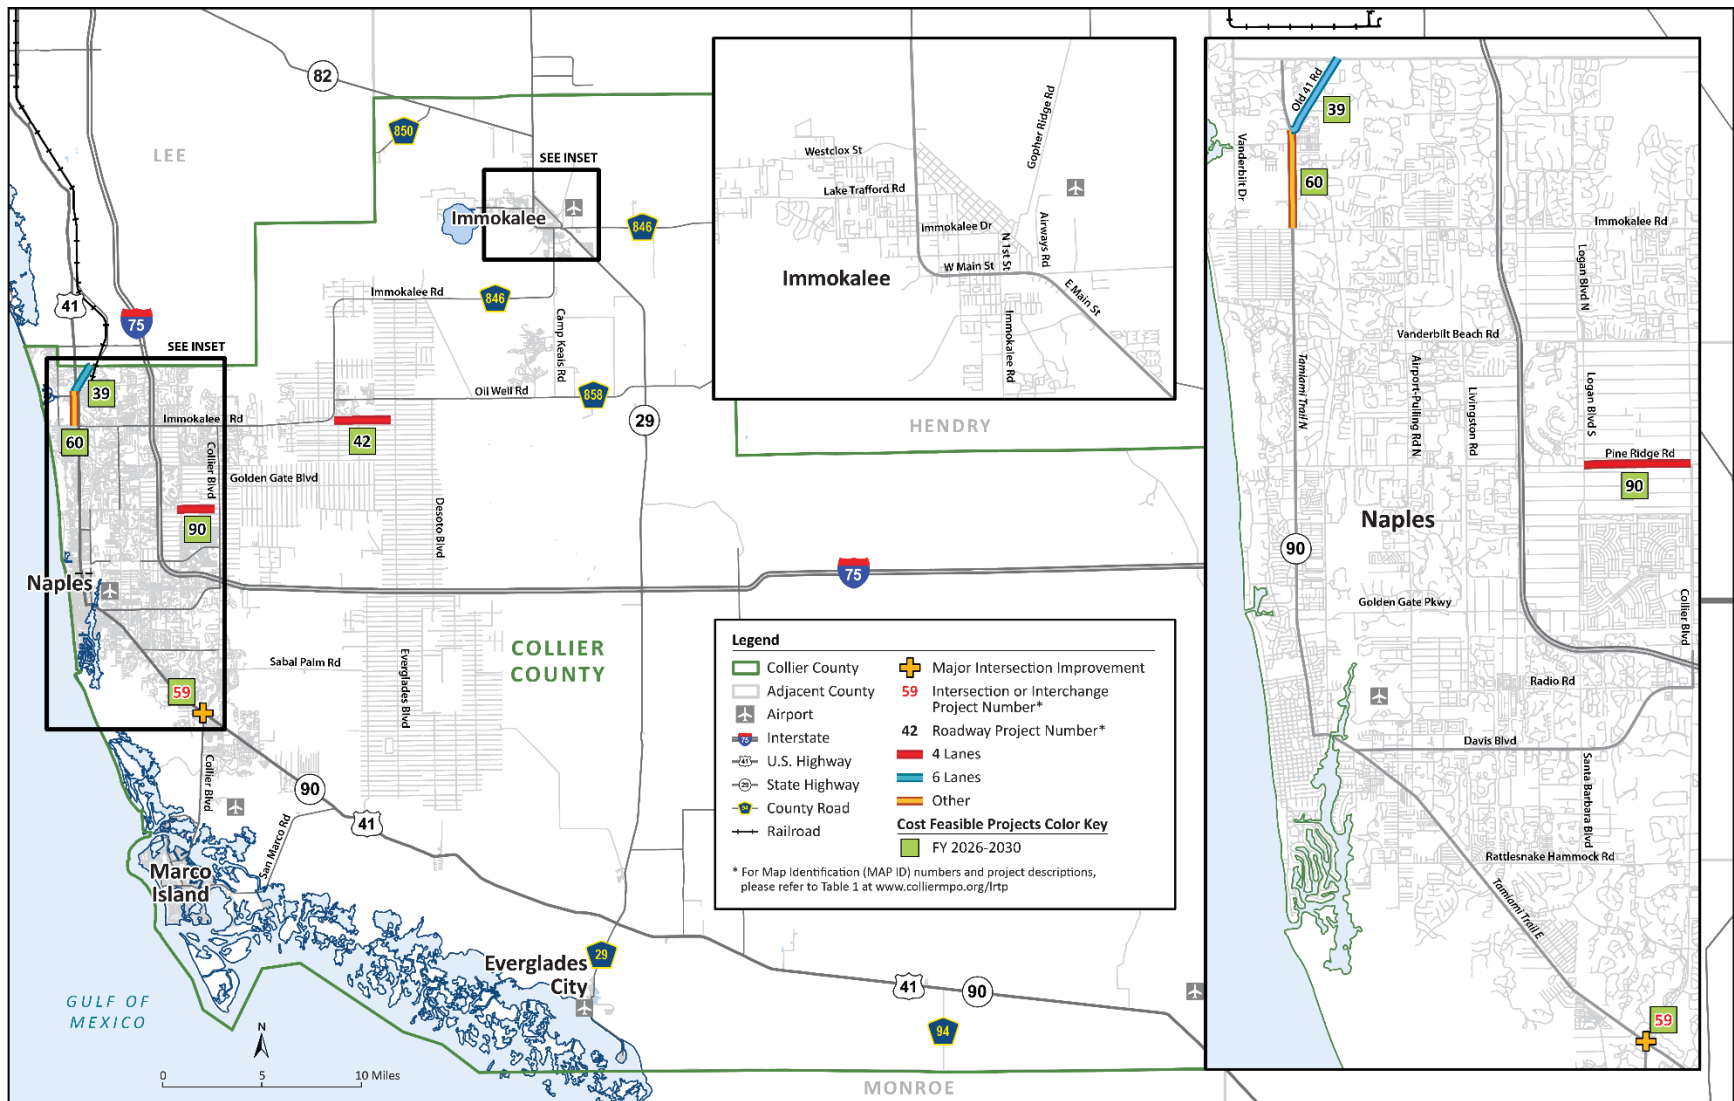 82
850
LEE
SEE INSET
Immokalee
846
41
75
Immokalee Rd
846
SEE INSET
Camp Keais Rd
Oil Well Rd
858
39
Immokalee Rd
60
42
29
Collier Blvd
Golden Gate Blvd
90
Desoto Blvd
75
Naples
COLLIER
COUNTY
Sabal Palm Rd
Everglades Blvd
59
Collier Blvd
90
41
San Marco Rd
Marco
Island
Everglades
City
29
41
90
94
GULF OF
MEXICO
N
0 5 10 Miles
MONROE
HENDRY
Westclox St
Gopher Ridge Rd
Lake Trafford Rd
Immokalee Dr
N 1st St
Airways Rd
W Main St
Immokalee
E Main St
Immokalee Rd
Legend
Collier County
Adjacent County
Airport
75 Interstate
41 U.S. Highway
29 State Highway
94 County Road
Railroad
Major Intersection Improvement
59 Intersection or Interchange
Project Number*
42 Roadway Project Number*
4 Lanes
6 Lanes
Other
Cost Feasible Projects Color Key
FY 2026-2030
* For Map Identification (MAP ID) numbers and project descriptions,
please refer to Table 1 at www.colliermpo.org/lrtp
Old 41 Rd
39
Vanderbilt Dr
60
Immokalee Rd
Logan Blvd N
Vanderbilt Beach Rd
Tamiami Trail N
Airport-Pulling Rd N
Livingston Rd
Logan Blvd S
Pine Ridge Rd
90
Naples
90
Golden Gate Pkwy
Collier Blvd
Radio Rd
Davis Blvd
Santa Barbara Blvd
Rattlesnake Hammock Rd
Tamiami Trail E
59